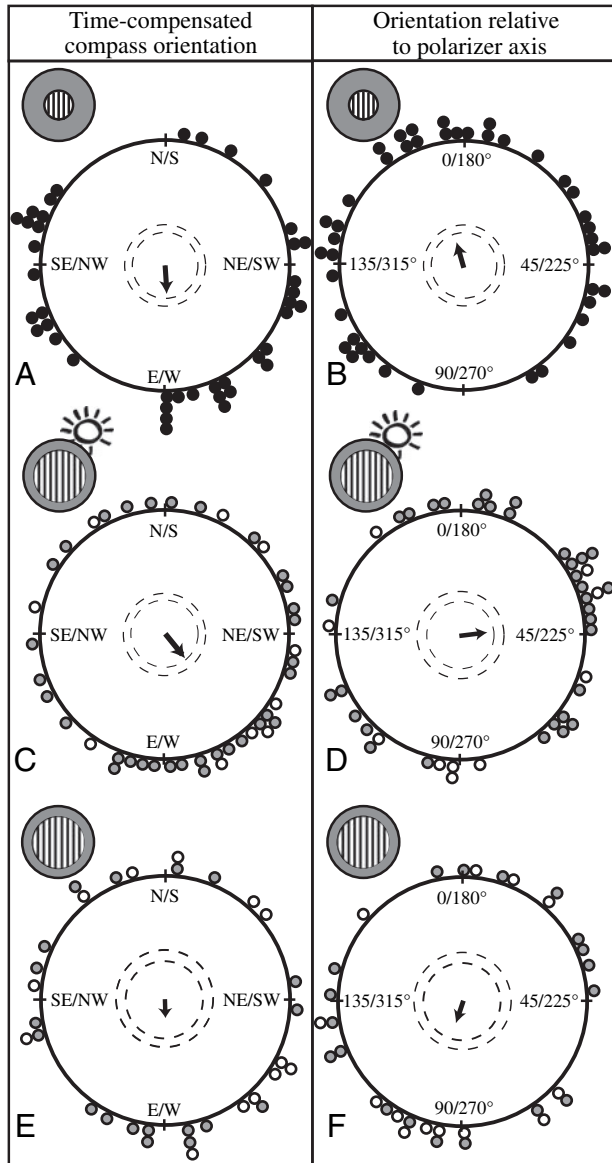 Time-compensated
compass orientation
Orientation relative
to polarizer axis
N/S
SE/NW
NE/SW
E/W
A
0/180°
135/315°
45/225°
90/270°
B
N/S
SE/NW
NE/SW
E/W
C
0/180°
135/315°
45/225°
90/270°
D
N/S
SE/NW
NE/SW
E/W
E
0/180°
135/315°
45/225°
90/270°
F